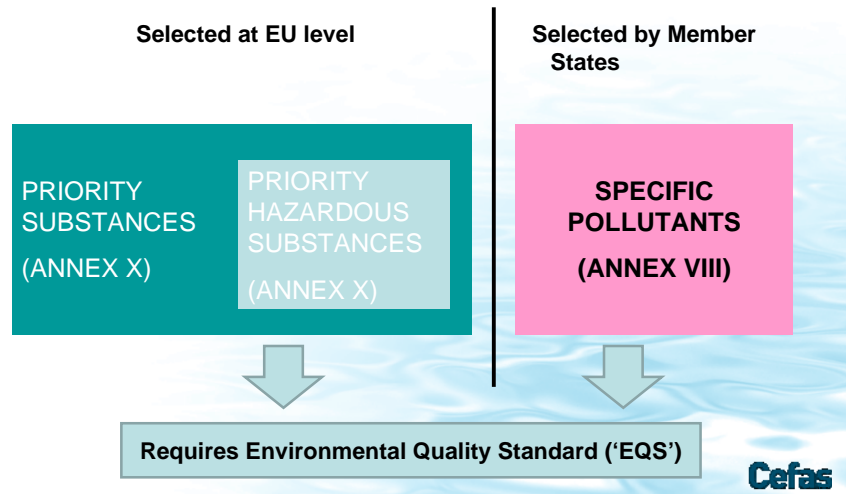 Selected at EU level
Selected by Member
States
PRIORITY
SUBSTANCES
(ANNEX X)
PRIORITY
HAZARDOUS
SUBSTANCES
(ANNEX X)
SPECIFIC
POLLUTANTS
(ANNEX VIII)
Requires Environmental Quality Standard (‘EQS’)
Cefas